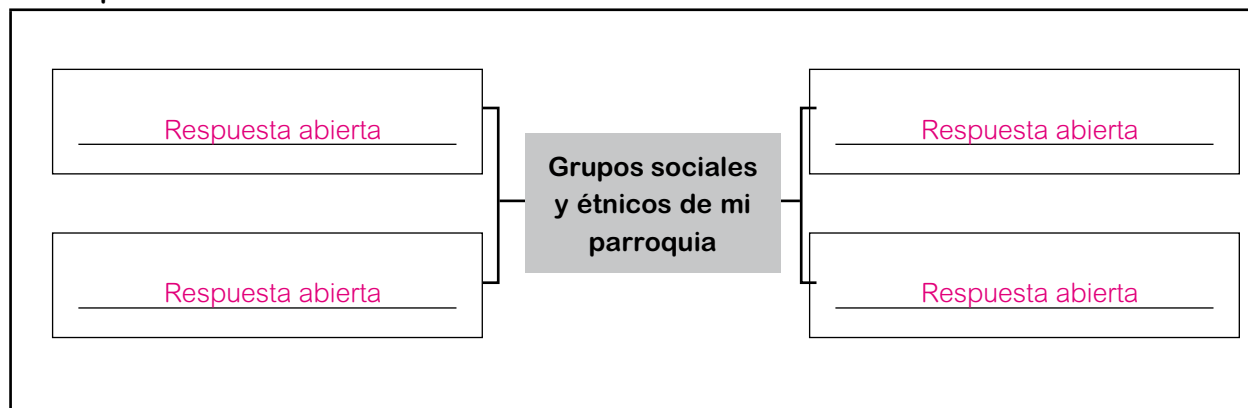 Respuesta abierta
Respuesta abierta
Grupos sociales
y étnicos de mi
parroquia
Respuesta abierta
Respuesta abierta